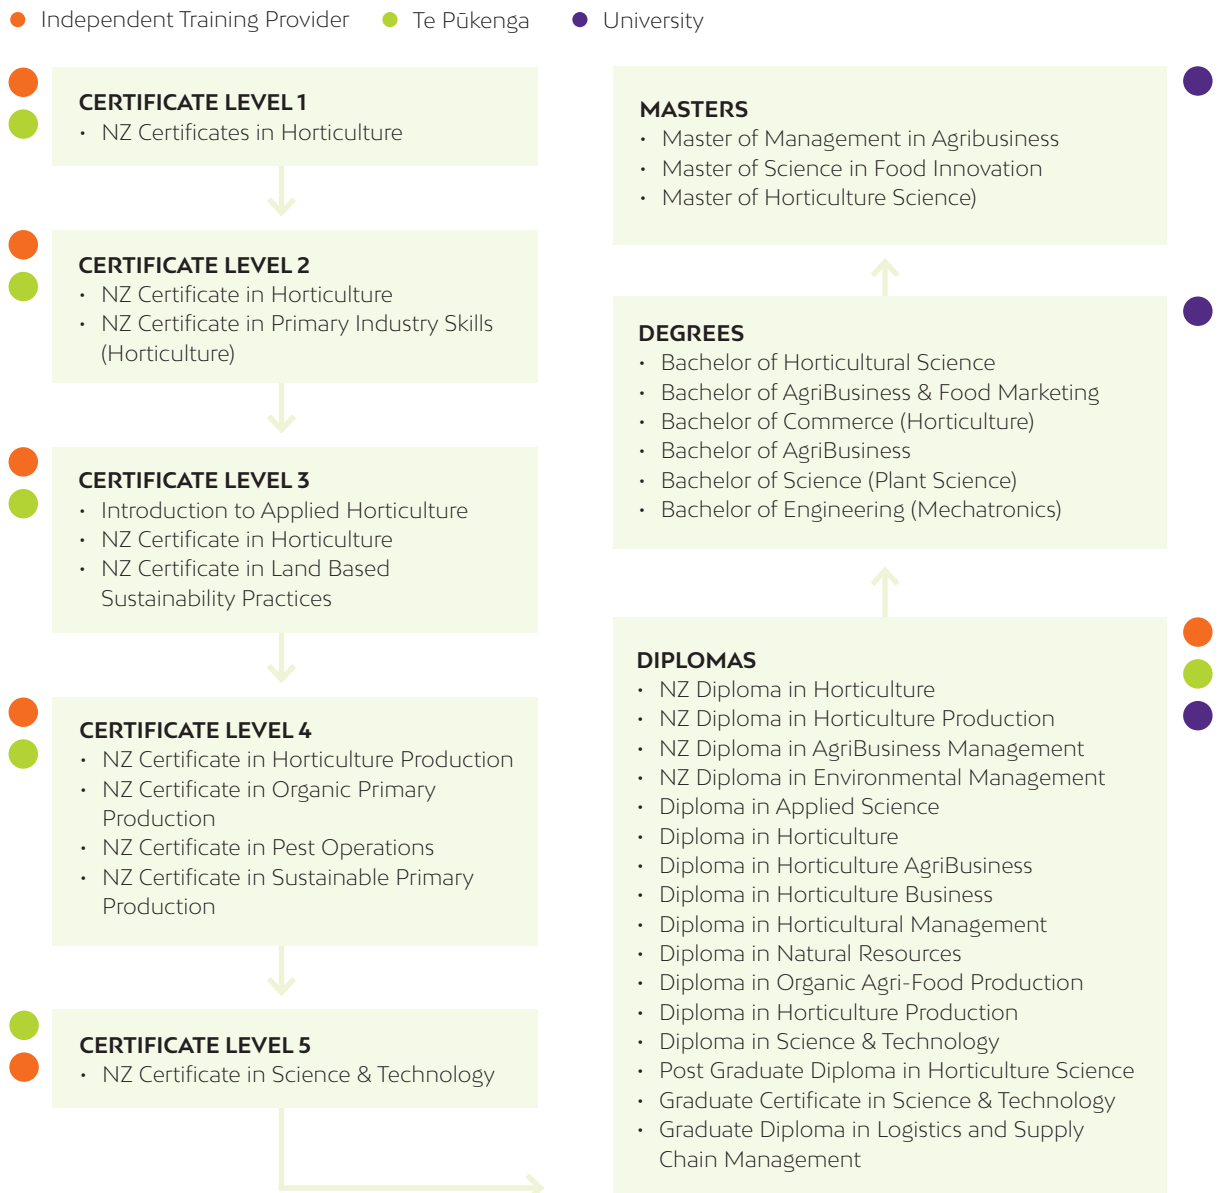 Independent Training Provider
Te Pūkenga
University
CERTIFICATE LEVEL 1
• NZ Certificates in Horticulture
CERTIFICATE LEVEL 2
• NZ Certificate in Horticulture
• NZ Certificate in Primary Industry Skills
(Horticulture)
CERTIFICATE LEVEL 3
• Introduction to Applied Horticulture
• NZ Certificate in Horticulture
• NZ Certificate in Land Based
Sustainability Practices
CERTIFICATE LEVEL 4
• NZ Certificate in Horticulture Production
• NZ Certificate in Organic Primary
Production
• NZ Certificate in Pest Operations
• NZ Certificate in Sustainable Primary
Production
CERTIFICATE LEVEL 5
• NZ Certificate in Science & Technology
MASTERS
• Master of Management in Agribusiness
• Master of Science in Food Innovation
• Master of Horticulture Science)
DEGREES
• Bachelor of Horticultural Science
• Bachelor of AgriBusiness & Food Marketing
• Bachelor of Commerce (Horticulture)
• Bachelor of AgriBusiness
• Bachelor of Science (Plant Science)
• Bachelor of Engineering (Mechatronics)
DIPLOMAS
• NZ Diploma in Horticulture
• NZ Diploma in Horticulture Production
• NZ Diploma in AgriBusiness Management
• NZ Diploma in Environmental Management
• Diploma in Applied Science
• Diploma in Horticulture
• Diploma in Horticulture AgriBusiness
• Diploma in Horticulture Business
• Diploma in Horticultural Management
• Diploma in Natural Resources
• Diploma in Organic Agri-Food Production
• Diploma in Horticulture Production
• Diploma in Science & Technology
• Post Graduate Diploma in Horticulture Science
• Graduate Certificate in Science & Technology
• Graduate Diploma in Logistics and Supply
Chain Management